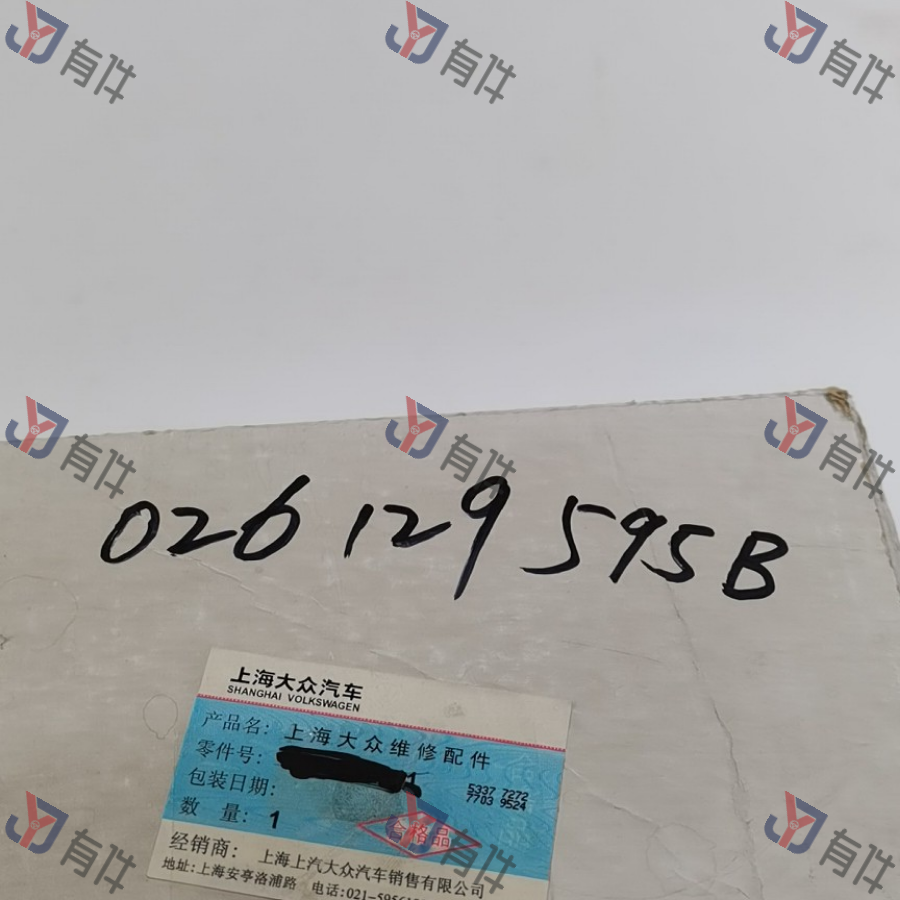 有件 有件 有件
有件 有件 有件
026 129 595B
上海大众汽车
SHANGHAI VOLKSWAGEN
产品名: 上海大众维修配件
零件号:
包装日期:
5337 7272
7703 9524
数 量: 1
合格品
经销商: 上海上汽大众汽车销售有限公司
地址:上海安亭洛浦路 电话:021-59561
有件 有件 有件